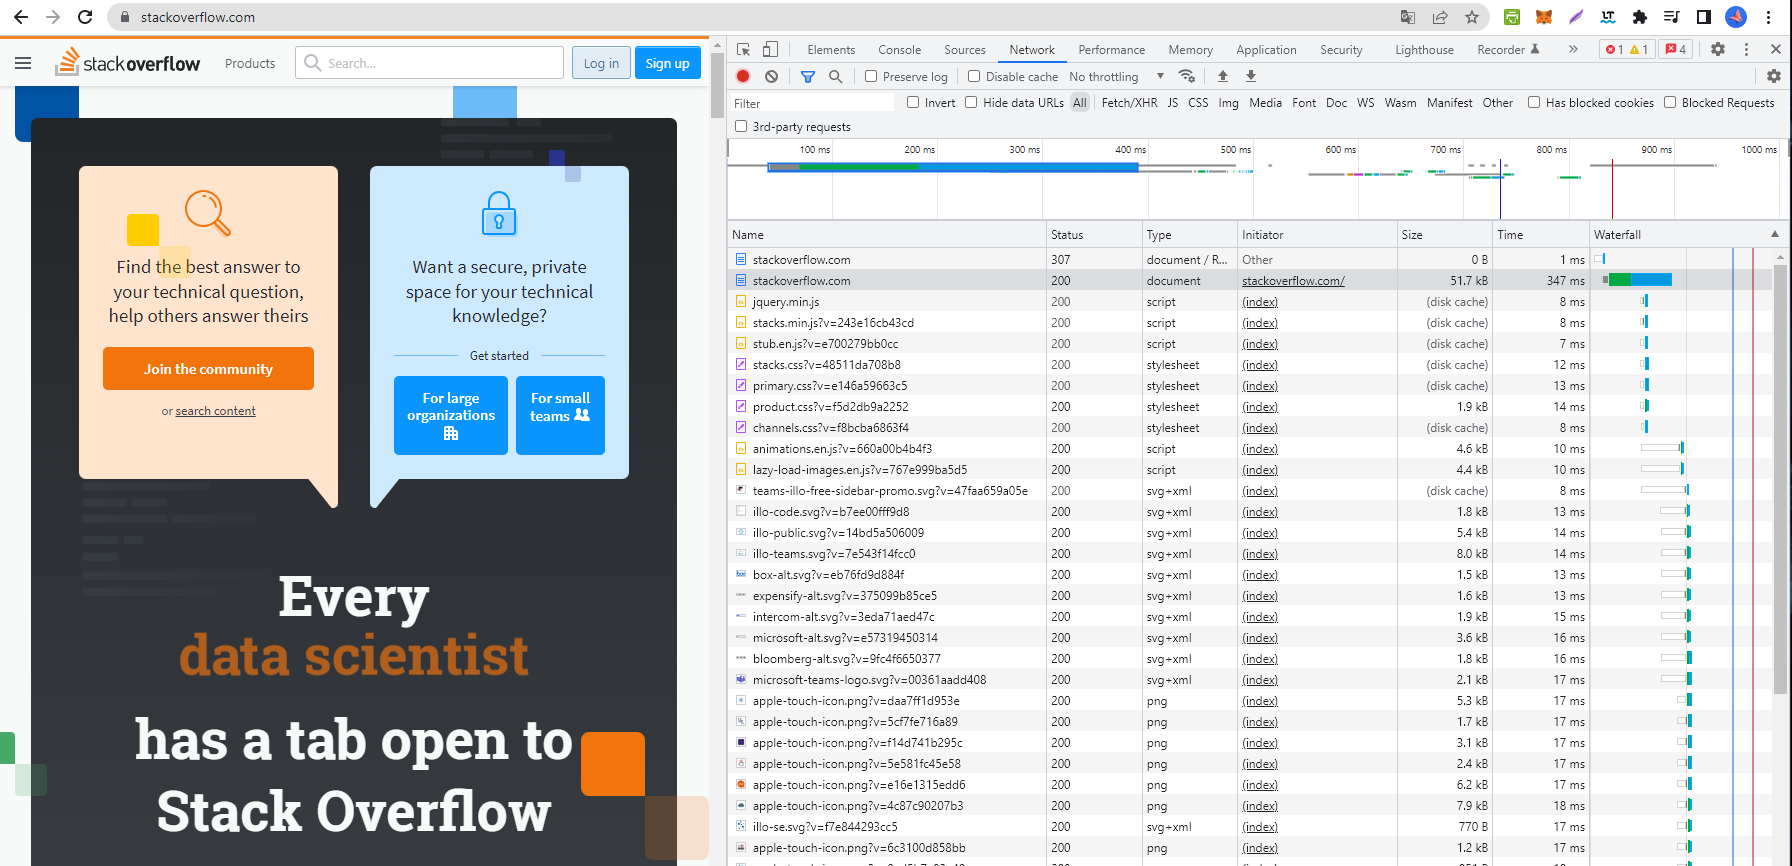 stackoverflow.com
stackoverflow
Products
Search...
Log in
Sign up
Find the best answer to
your technical question,
help others answer theirs
Join the community
or search content
Want a secure, private
space for your technical
knowledge?
Get started
For large
organizations
For small
teams
Every
data scientist
has a tab open to
Stack Overflow
Elements Console Sources Network Performance Memory Application Security Lighthouse Recorder 1 1 4
Preserve log Disable cache No throttling
Filter Invert Hide data URLs All Fetch/XHR JS CSS Img Media Font Doc WS Wasm Manifest Other Has blocked cookies Blocked Requests
3rd-party requests
100 ms 200 ms 300 ms 400 ms 500 ms 600 ms 700 ms 800 ms 900 ms 1000 ms
Name Status Type Initiator Size Time Waterfall
stackoverflow.com 307 document / R... Other 0 B 1 ms
stackoverflow.com 200 document stackoverflow.com/ 51.7 kB 347 ms
jquery.min.js 200 script (index) (disk cache) 8 ms
stacks.min.js?v=243e16cb43cd 200 script (index) (disk cache) 8 ms
stub.en.js?v=e700279bb0cc 200 script (index) (disk cache) 7 ms
stacks.css?v=48511da708b8 200 stylesheet (index) (disk cache) 12 ms
primary.css?v=e146a59663c5 200 stylesheet (index) (disk cache) 13 ms
product.css?v=f5d2db9a2252 200 stylesheet (index) 1.9 kB 14 ms
channels.css?v=f8bcba6863f4 200 stylesheet (index) (disk cache) 8 ms
animations.en.js?v=660a00b4b4f3 200 script (index) 4.6 kB 10 ms
lazy-load-images.en.js?v=767e999ba5d5 200 script (index) 4.4 kB 10 ms
teams-illo-free-sidebar-promo.svg?v=47faa659a05e 200 svg+xml (index) (disk cache) 8 ms
illo-code.svg?v=b7ee00fff9d8 200 svg+xml (index) 1.8 kB 13 ms
illo-public.svg?v=14bd5a506009 200 svg+xml (index) 5.4 kB 14 ms
illo-teams.svg?v=7e543f14fcc0 200 svg+xml (index) 8.0 kB 14 ms
box-alt.svg?v=eb76fd9d884f 200 svg+xml (index) 1.5 kB 13 ms
expensify-alt.svg?v=375099b85ce5 200 svg+xml (index) 1.6 kB 13 ms
intercom-alt.svg?v=3eda71aed47c 200 svg+xml (index) 1.9 kB 15 ms
microsoft-alt.svg?v=e57319450314 200 svg+xml (index) 3.6 kB 16 ms
bloomberg-alt.svg?v=9fc4f6650377 200 svg+xml (index) 1.8 kB 16 ms
microsoft-teams-logo.svg?v=00361aadd408 200 svg+xml (index) 2.1 kB 17 ms
apple-touch-icon.png?v=daa7ff1d953e 200 png (index) 5.3 kB 17 ms
apple-touch-icon.png?v=5cf7fe716a89 200 png (index) 1.7 kB 17 ms
apple-touch-icon.png?v=f14d741b295c 200 png (index) 3.1 kB 17 ms
apple-touch-icon.png?v=5e581fc45e58 200 png (index) 2.4 kB 17 ms
apple-touch-icon.png?v=e16e1315edd6 200 png (index) 6.2 kB 17 ms
apple-touch-icon.png?v=4c87c90207b3 200 png (index) 7.9 kB 18 ms
illo-se.svg?v=f7e844293cc5 200 svg+xml (index) 770 B 17 ms
apple-touch-icon.png?v=6c3100d858bb 200 png (index) 1.2 kB 17 ms